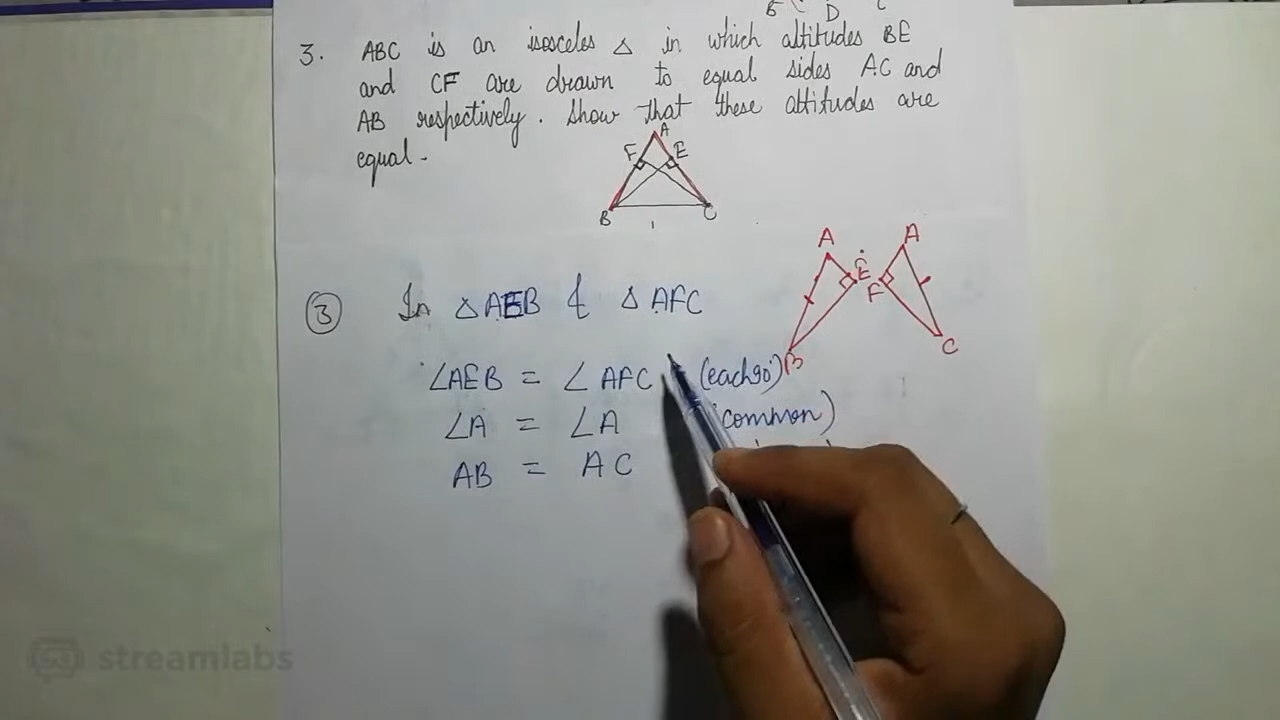 E D C
3. ABC is an isosceles △ in which altitudes BE
and CF are drawn to equal sides AC and
AB respectively. Show that these altitudes are
equal.
A
F E
B C
A A
E F
B C
③ In △AEB & △AFC
∠AEB = ∠AFC (each 90°)
∠A = ∠A (common)
AB = AC
streamlabs